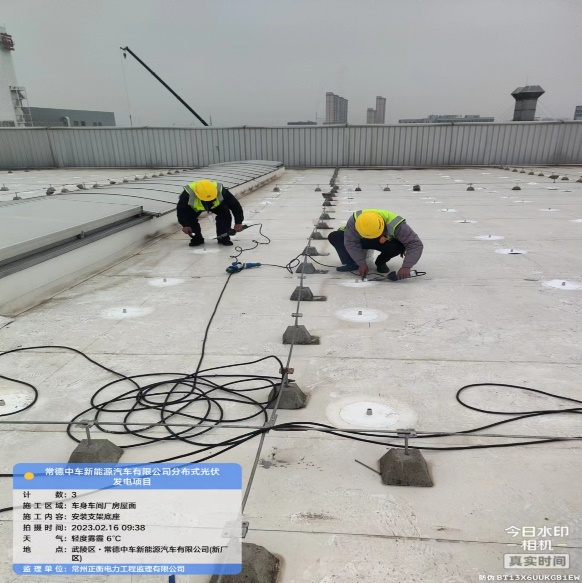 常德中车新能源汽车有限公司分布式光伏
发电项目
计 数：3
施工区域：车身车间厂房屋面
施工内容：安装支架底座
拍摄时间：2023.02.16 09:38
天 气：轻度雾霾 6℃
地 点：武陵区·常德中车新能源汽车有限公司(新厂
区)
监理单位：常州正衡电力工程监理有限公司
今日水印
相机
真实时间
防伪 BT13X6UUKGB1EW